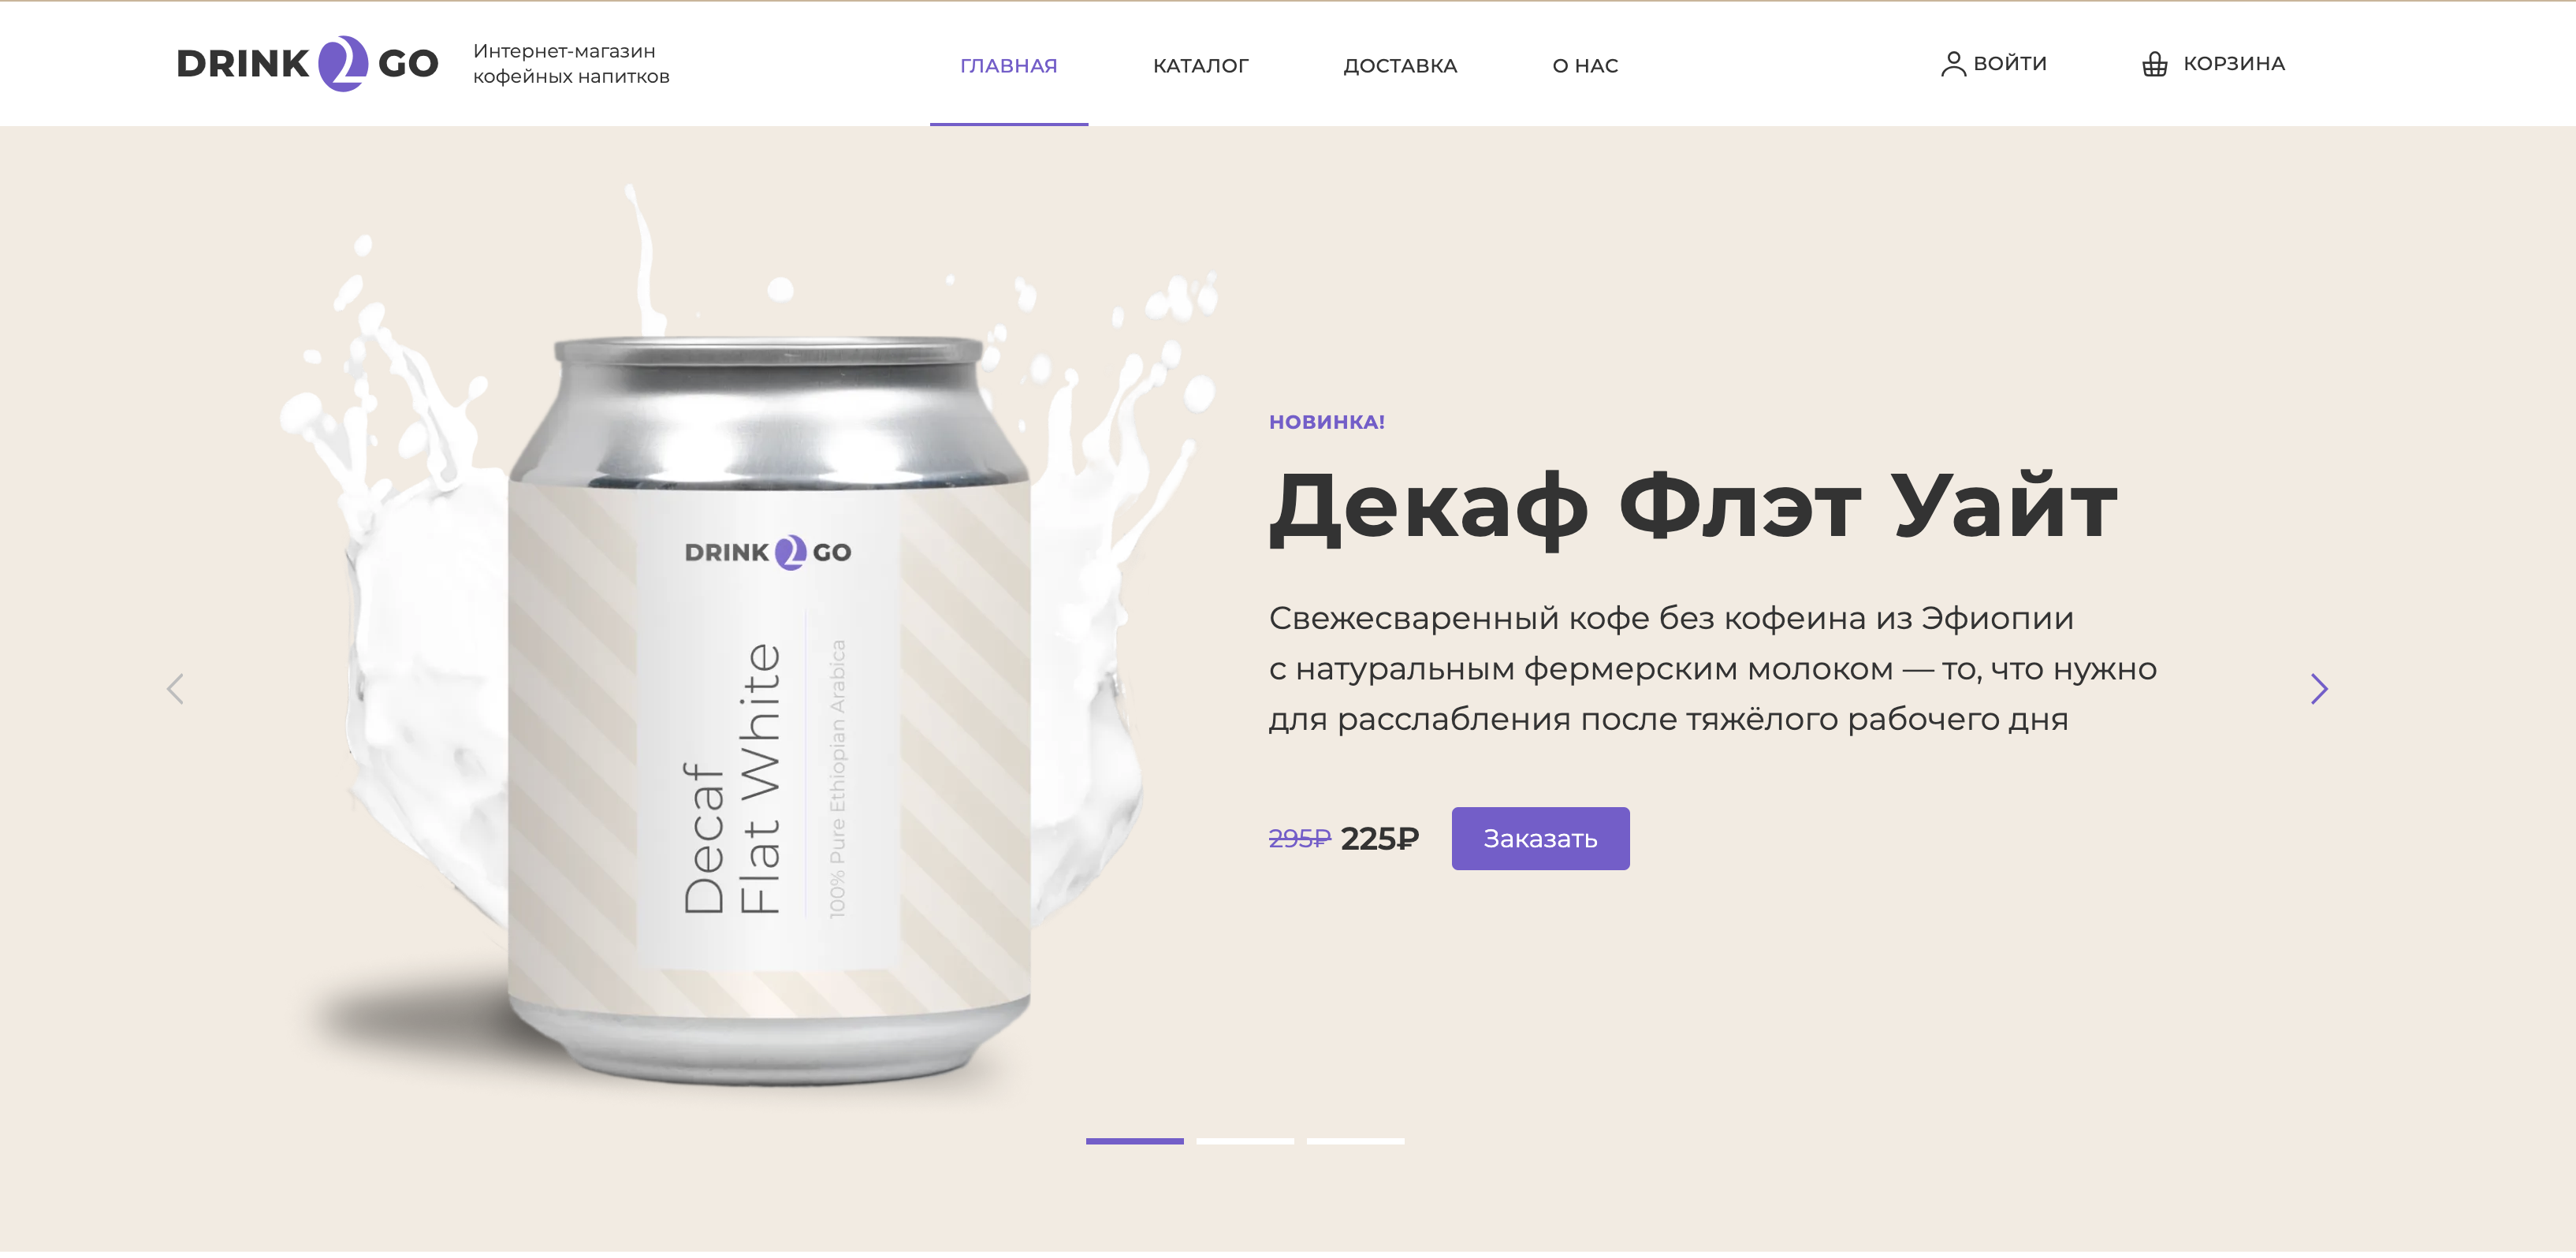 DRINK 2 GO
Интернет-магазин
кофейных напитков
ГЛАВНАЯ
КАТАЛОГ
ДОСТАВКА
О НАС
ВОЙТИ
КОРЗИНА
DRINK 2 GO
Decaf
Flat White
100% Pure Ethiopian Arabica
НОВИНКА!
Декаф Флэт Уайт
Свежесваренный кофе без кофеина из Эфиопии
с натуральным фермерским молоком — то, что нужно
для расслабления после тяжёлого рабочего дня
295₽ 225₽
Заказать